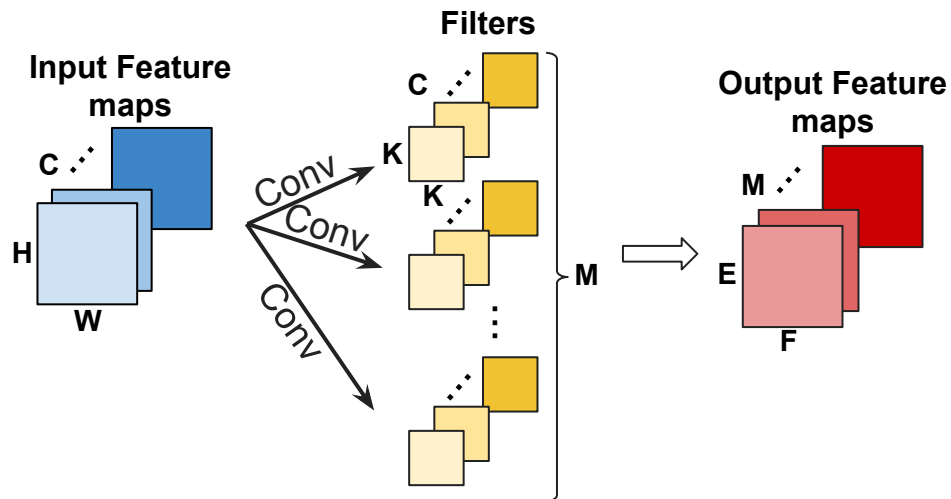 Input Feature
maps
C
H
W
Conv
Conv
Conv
Filters
C
K
K
M
Output Feature
maps
M
E
F